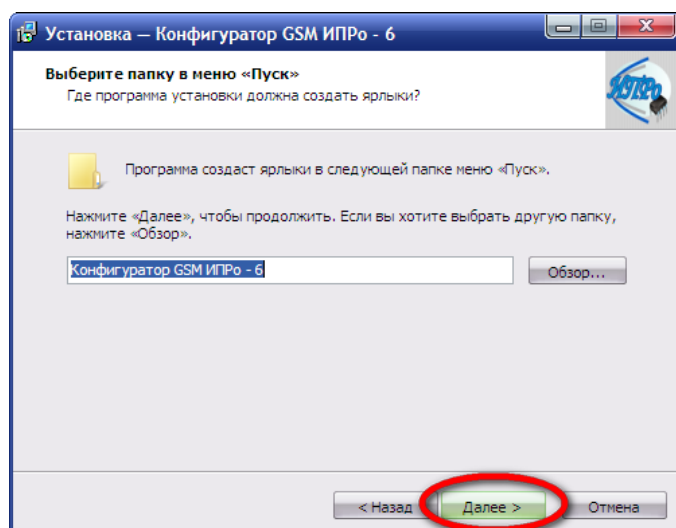 Установка — Конфигуратор GSM ИПРо - 6
Выберите папку в меню «Пуск»
Где программа установки должна создать ярлыки?
ИПРо
Программа создаст ярлыки в следующей папке меню «Пуск».
Нажмите «Далее», чтобы продолжить. Если вы хотите выбрать другую папку,
нажмите «Обзор».
Конфигуратор GSM ИПРо - 6
Обзор...
< Назад
Далее >
Отмена